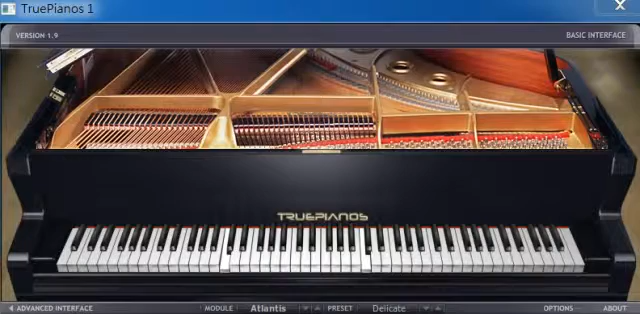 TruePianos 1
VERSION 1.9
BASIC INTERFACE
TRUEPIANOS
ADVANCED INTERFACE
MODULE Atlantis PRESET Delicate
OPTIONS ABOUT